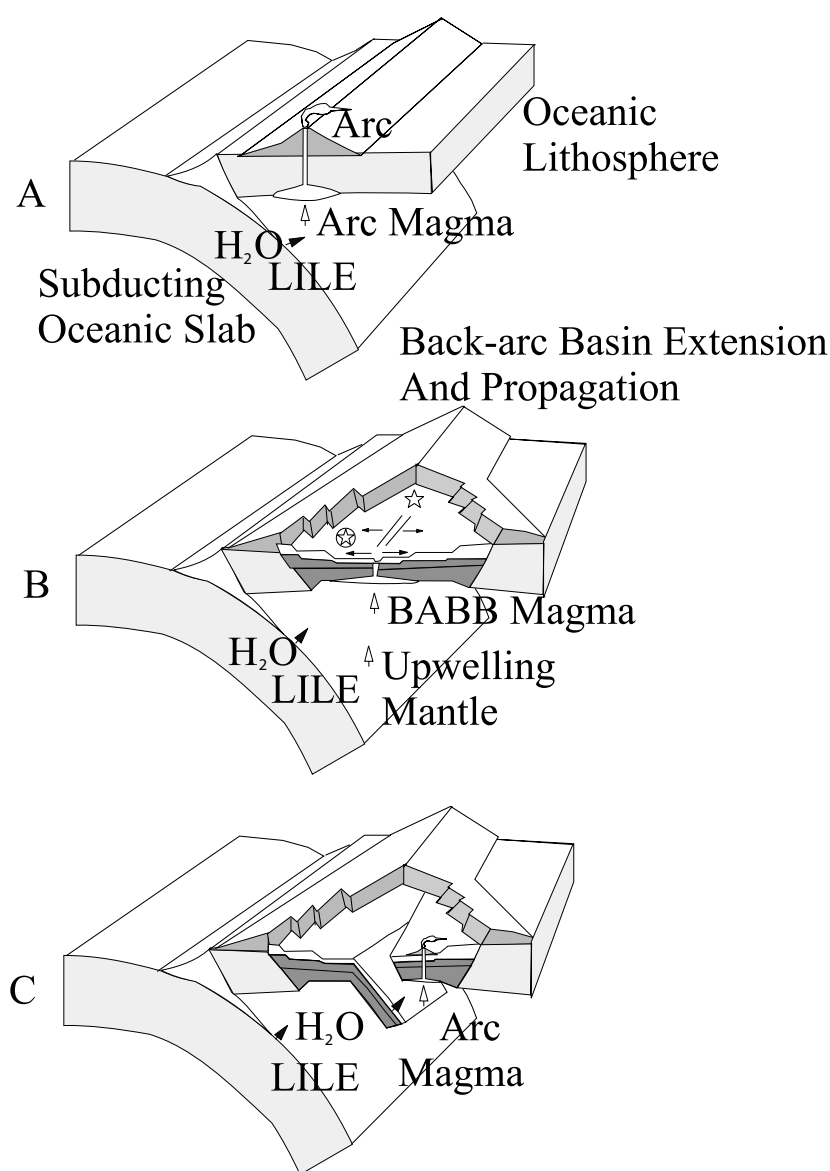 Arc
Oceanic
Lithosphere
A
Arc Magma
H₂O
LILE
Subducting
Oceanic Slab
Back-arc Basin Extension
And Propagation
B
BABB Magma
H₂O
LILE
Upwelling
Mantle
C
H₂O
LILE
Arc
Magma